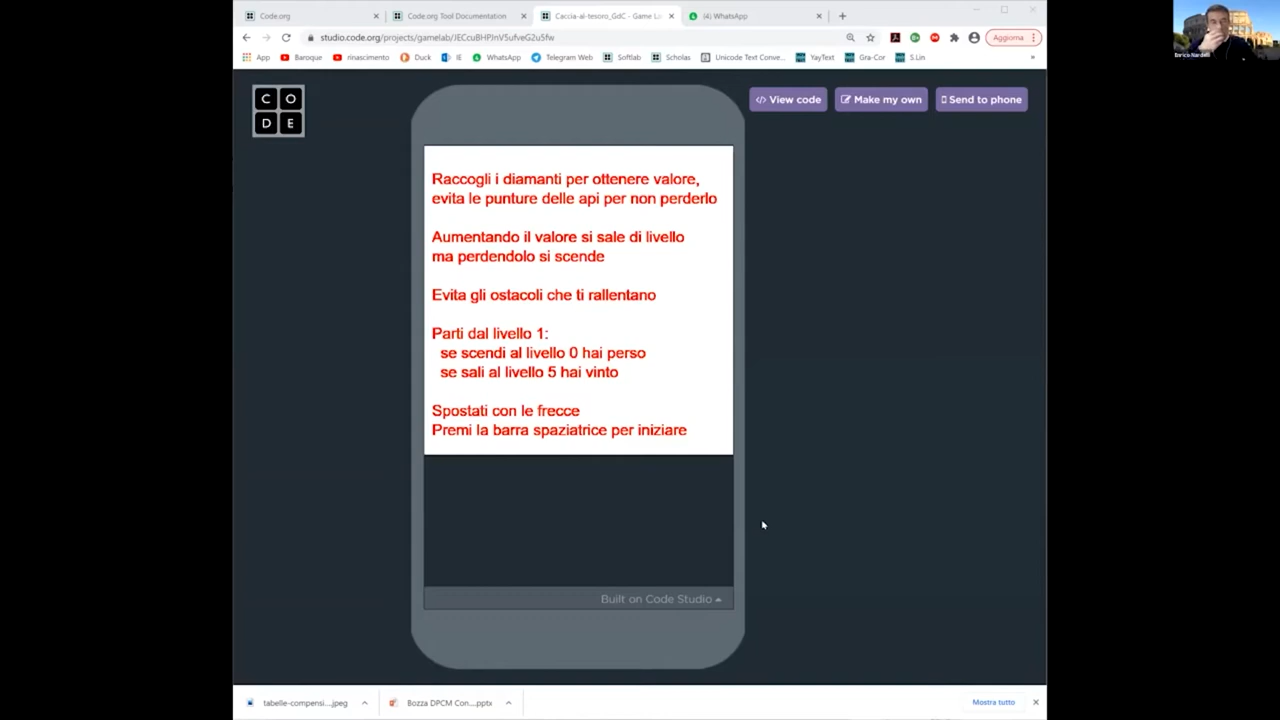 Code.org
Code.org Tool Documentation
Caccia-al-tesoro_GdC - Game La
(4) WhatsApp
studio.code.org/projects/gamelab/JECcuBHPJnV5ufveG2u5fw
Aggiorna
App
Baroque
rinascimento
Duck
IE
WhatsApp
Telegram Web
Softlab
Scholas
Unicode Text Conve...
YayText
Gra-Cor
S.Lin
»
C O
D E
</> View code
Make my own
Send to phone
Raccogli i diamanti per ottenere valore,
evita le punture delle api per non perderlo
Aumentando il valore si sale di livello
ma perdendolo si scende
Evita gli ostacoli che ti rallentano
Parti dal livello 1:
se scendi al livello 0 hai perso
se sali al livello 5 hai vinto
Spostati con le frecce
Premi la barra spaziatrice per iniziare
Built on Code Studio
tabelle-compensi....jpeg
Bozza DPCM Con....pptx
Mostra tutto
Enrico Nardelli